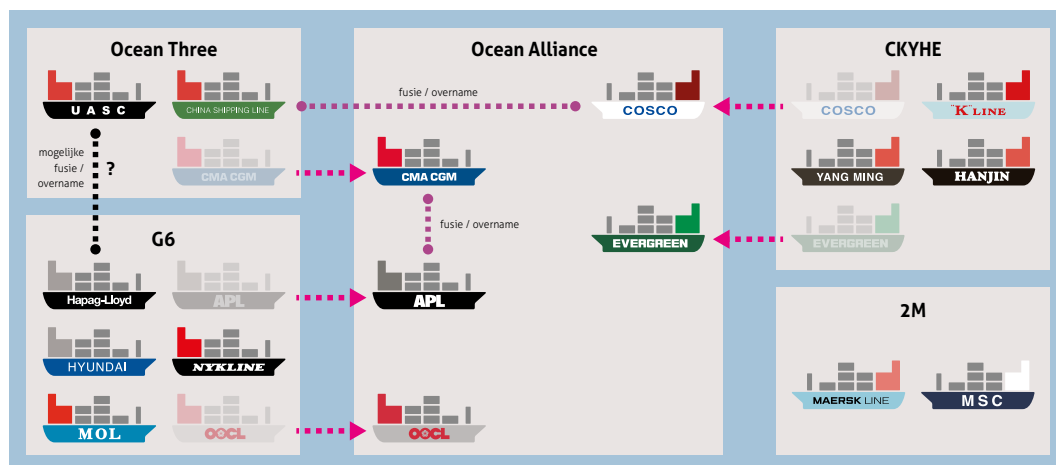 Ocean Three
UASC
CHINA SHIPPING LINE
mogelijke
fusie /
overname
?
CMA CGM
G6
Hapag-Lloyd
APL
HYUNDAI
NYKLINE
MOL
OOCL
Ocean Alliance
fusie / overname
COSCO
CMA CGM
fusie / overname
EVERGREEN
APL
OOCL
CKYHE
COSCO
"K" LINE
YANG MING
HANJIN
EVERGREEN
2M
MAERSK LINE
MSC